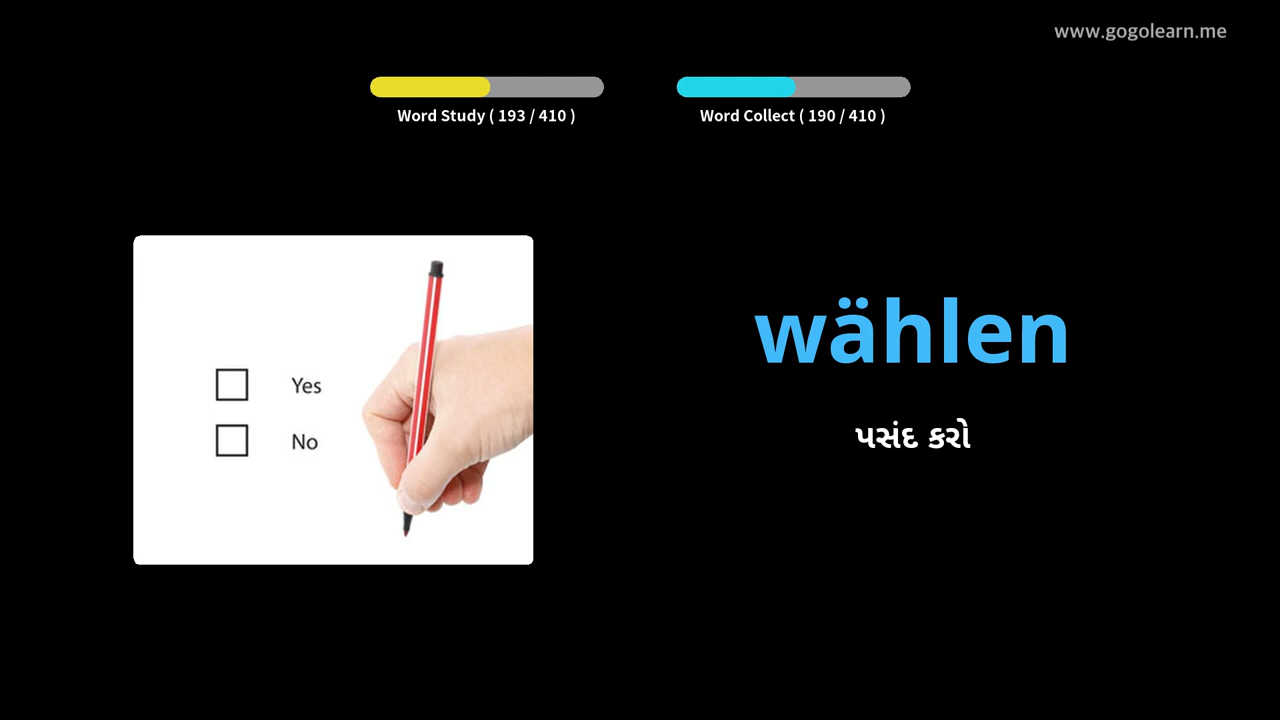 www.gogolearn.me
Word Study ( 193 / 410 )
Word Collect ( 190 / 410 )
Yes
No
wählen
પસંદ કરો